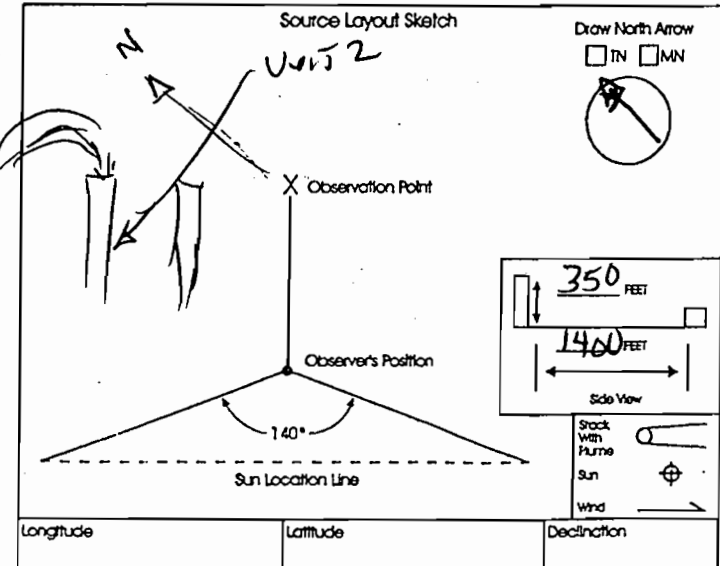 Source Layout Sketch
Draw North Arrow
TN MN
N
Unit 2
X Observation Point
350 FEET
1400 FEET
Side View
Observer's Position
140°
Sun Location Line
Stack
With
Plume
Sun
Wind
Longitude
Latitude
Declination